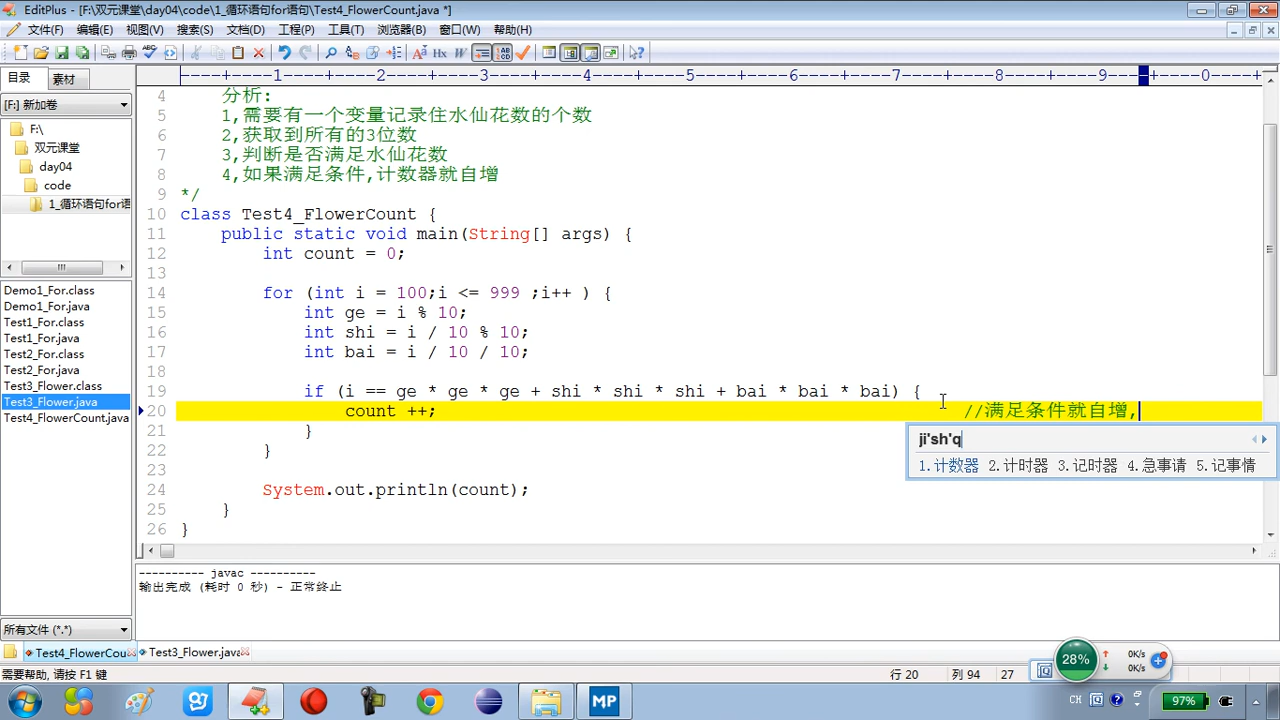 EditPlus - [F:\双元课堂\day04\code\1_循环语句for语句\Test4_FlowerCount.java *]
文件(F) 编辑(E) 视图(V) 搜索(S) 文档(D) 工程(P) 工具(T) 浏览器(B) 窗口(W) 帮助(H)
目录 素材
----+----1----+----2----+----3----+----4----+----5----+----6----+----7----+----8----+----9----+----0----+-
[F:] 新加卷
F:\
双元课堂
day04
code
1_循环语句for语
Demo1_For.class
Demo1_For.java
Test1_For.class
Test1_For.java
Test2_For.class
Test2_For.java
Test3_Flower.class
Test3_Flower.java
Test4_FlowerCount.java
所有文件 (*.*)
4 分析:
5 1,需要有一个变量记录住水仙花数的个数
6 2,获取到所有的3位数
7 3,判断是否满足水仙花数
8 4,如果满足条件,计数器就自增
9 */
10 class Test4_FlowerCount {
11 public static void main(String[] args) {
12 int count = 0;
13
14 for (int i = 100;i <= 999 ;i++ ) {
15 int ge = i % 10;
16 int shi = i / 10 % 10;
17 int bai = i / 10 / 10;
18
19 if (i == ge * ge * ge + shi * shi * shi + bai * bai * bai) {
20 count ++; //满足条件就自增,
21 }
22 }
23
24 System.out.println(count);
25 }
26 }
ji'sh'q
1.计数器 2.计时器 3.记时器 4.急事请 5.记事情
---------- javac ----------
输出完成 (耗时 0 秒) - 正常终止
Test4_FlowerCou Test3_Flower.java
需要帮助, 请按 F1 键 行 20 列 94 27
28% 0K/s
0K/s
MP CH 97%